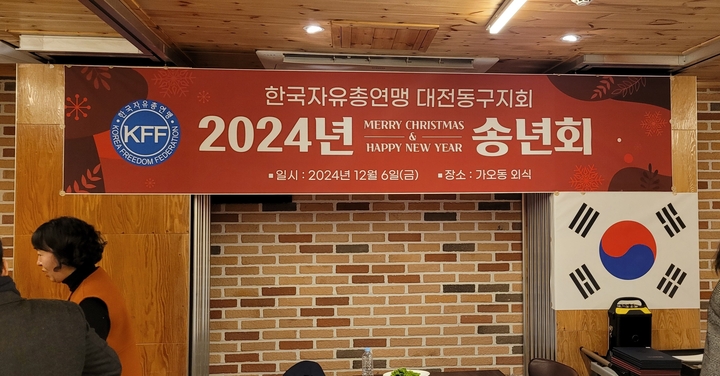 한국자유총연맹 대전동구지회
한국자유총연맹
KFF
KOREA FREEDOM FEDERATION
2024년 MERRY CHRISTMAS & HAPPY NEW YEAR 송년회
■일시 : 2024년 12월 6일(금) ■장소 : 가오동 외식